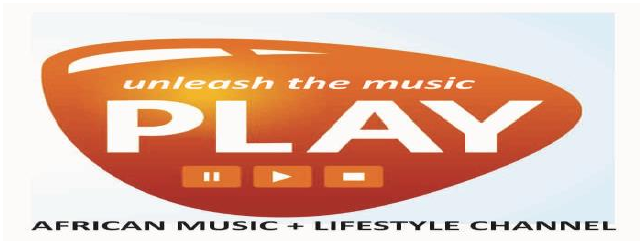 unleash the music
PLAY
AFRICAN MUSIC + LIFESTYLE CHANNEL